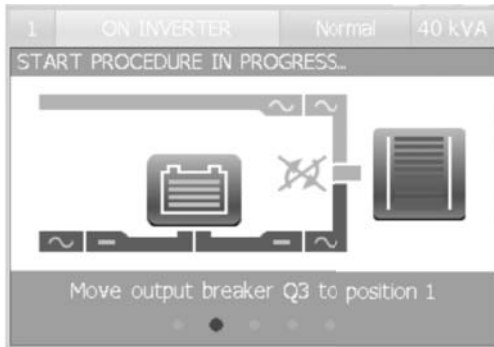 1 ON INVERTER Normal 40 kVA
START PROCEDURE IN PROGRESS...
Move output breaker Q3 to position 1